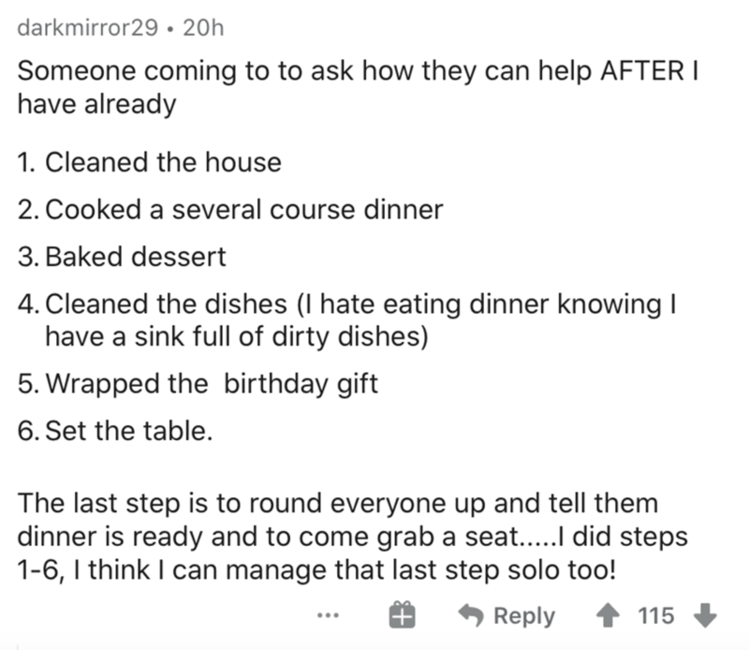 darkmirror29 • 20h
Someone coming to to ask how they can help AFTER I
have already
1. Cleaned the house
2. Cooked a several course dinner
3. Baked dessert
4. Cleaned the dishes (I hate eating dinner knowing I
have a sink full of dirty dishes)
5. Wrapped the  birthday gift
6. Set the table.
The last step is to round everyone up and tell them
dinner is ready and to come grab a seat.....I did steps
1-6, I think I can manage that last step solo too!
... Reply 115